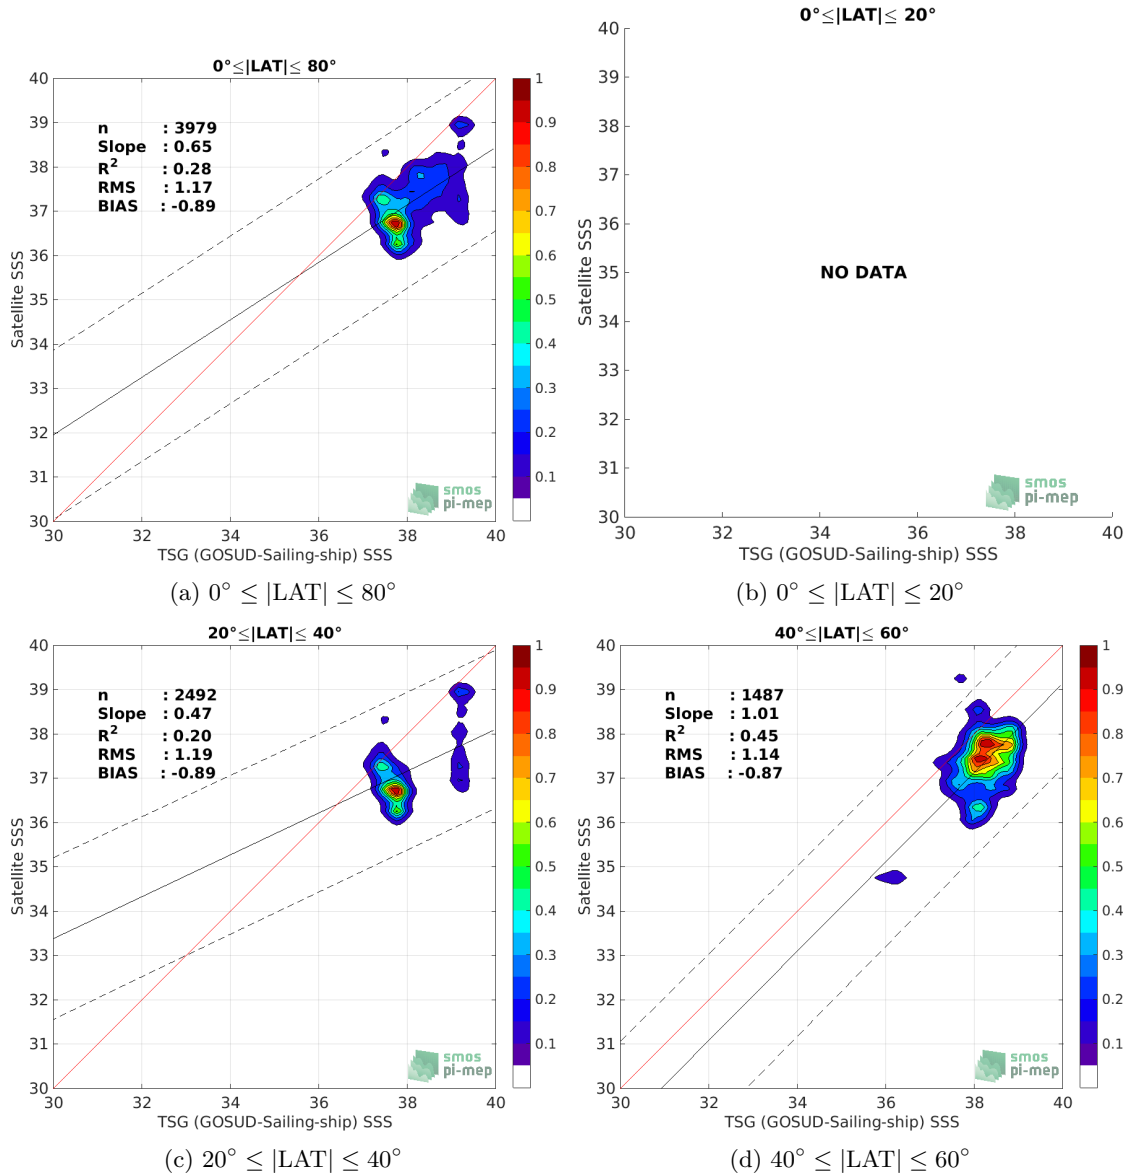 0°≤|LAT|≤ 80°
n : 3979
Slope : 0.65
R² : 0.28
RMS : 1.17
BIAS : -0.89
40
39
38
37
36
35
34
33
32
31
30
30 32 34 36 38 40
Satellite SSS
TSG (GOSUD-Sailing-ship) SSS
1
0.9
0.8
0.7
0.6
0.5
0.4
0.3
0.2
0.1
smos
pi-mep
(a) 0° ≤ |LAT| ≤ 80°
0°≤|LAT|≤ 20°
NO DATA
40
39
38
37
36
35
34
33
32
31
30
30 32 34 36 38 40
Satellite SSS
TSG (GOSUD-Sailing-ship) SSS
smos
pi-mep
(b) 0° ≤ |LAT| ≤ 20°
20°≤|LAT|≤ 40°
n : 2492
Slope : 0.47
R² : 0.20
RMS : 1.19
BIAS : -0.89
40
39
38
37
36
35
34
33
32
31
30
30 32 34 36 38 40
Satellite SSS
TSG (GOSUD-Sailing-ship) SSS
1
0.9
0.8
0.7
0.6
0.5
0.4
0.3
0.2
0.1
smos
pi-mep
(c) 20° ≤ |LAT| ≤ 40°
40°≤|LAT|≤ 60°
n : 1487
Slope : 1.01
R² : 0.45
RMS : 1.14
BIAS : -0.87
40
39
38
37
36
35
34
33
32
31
30
30 32 34 36 38 40
Satellite SSS
TSG (GOSUD-Sailing-ship) SSS
1
0.9
0.8
0.7
0.6
0.5
0.4
0.3
0.2
0.1
smos
pi-mep
(d) 40° ≤ |LAT| ≤ 60°